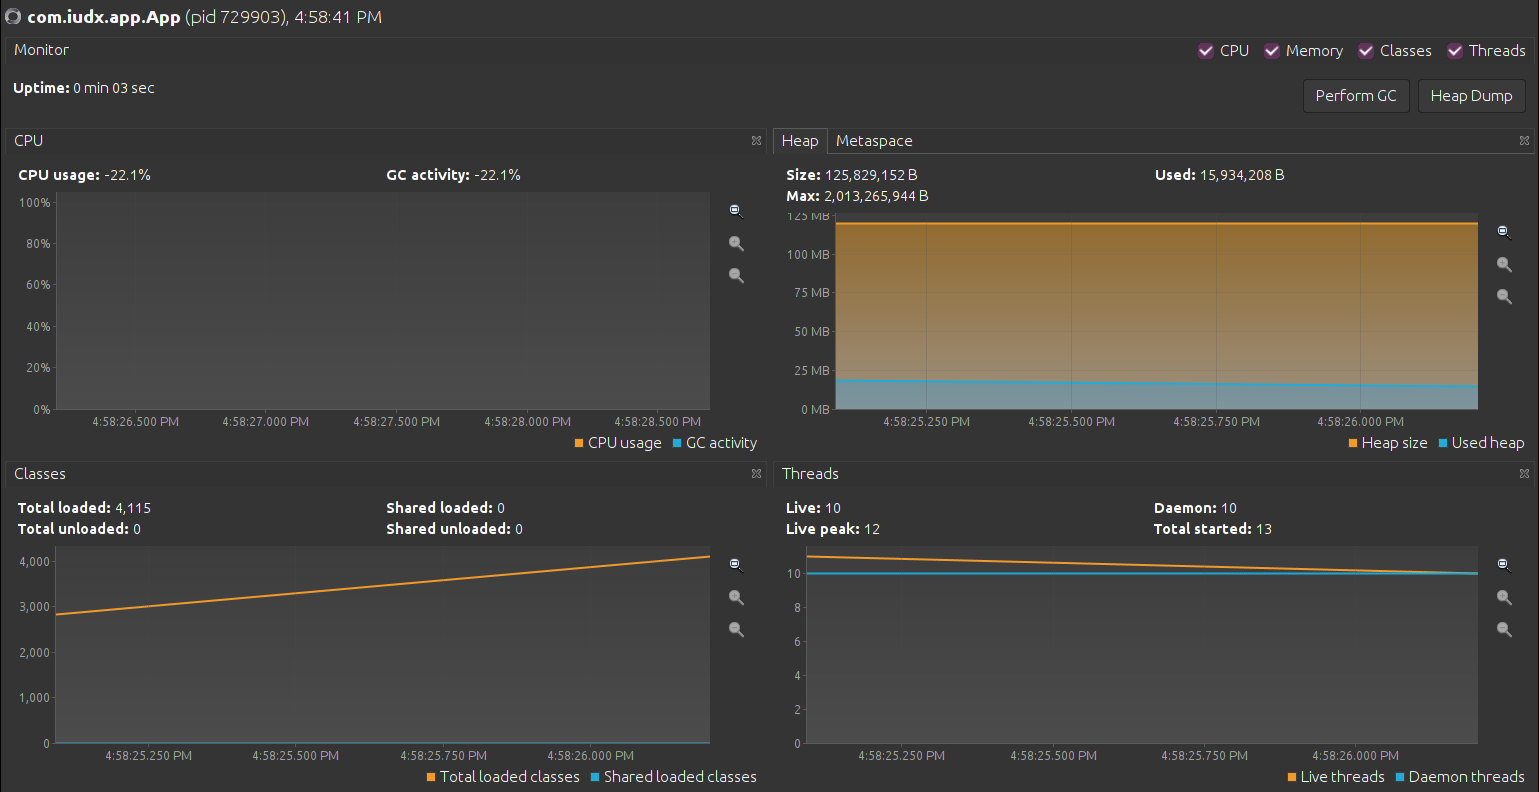 com.iudx.app.App (pid 729903), 4:58:41 PM
Monitor
CPU Memory Classes Threads
Uptime: 0 min 03 sec
Perform GC Heap Dump
CPU
CPU usage: -22.1% GC activity: -22.1%
100%
80%
60%
40%
20%
0%
4:58:26.500 PM 4:58:27.000 PM 4:58:27.500 PM 4:58:28.000 PM 4:58:28.500 PM
CPU usage GC activity
Heap Metaspace
Size: 125,829,152 B Used: 15,934,208 B
Max: 2,013,265,944 B
125 MB
100 MB
75 MB
50 MB
25 MB
0 MB
4:58:25.250 PM 4:58:25.500 PM 4:58:25.750 PM 4:58:26.000 PM
Heap size Used heap
Classes
Total loaded: 4,115 Shared loaded: 0
Total unloaded: 0 Shared unloaded: 0
4,000
3,000
2,000
1,000
0
4:58:25.250 PM 4:58:25.500 PM 4:58:25.750 PM 4:58:26.000 PM
Total loaded classes Shared loaded classes
Threads
Live: 10 Daemon: 10
Live peak: 12 Total started: 13
10
8
6
4
2
0
4:58:25.250 PM 4:58:25.500 PM 4:58:25.750 PM 4:58:26.000 PM
Live threads Daemon threads